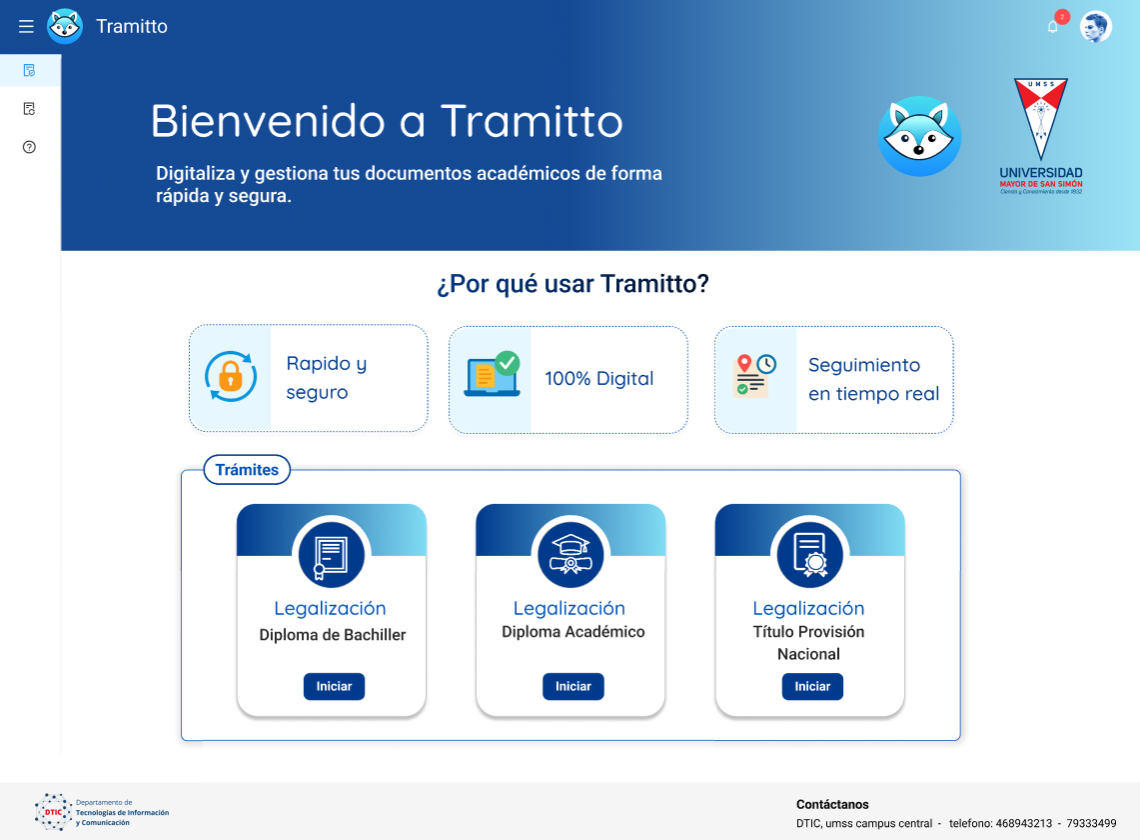 Tramitto
2
Bienvenido a Tramitto
Digitaliza y gestiona tus documentos académicos de forma
rápida y segura.
UMSS
UNIVERSIDAD
MAYOR DE SAN SIMÓN
Ciencia y Conocimiento desde 1832
¿Por qué usar Tramitto?
Rapido y
seguro
100% Digital
Seguimiento
en tiempo real
Trámites
Legalización
Diploma de Bachiller
Iniciar
Legalización
Diploma Académico
Iniciar
Legalización
Título Provisión
Nacional
Iniciar
DTIC
Departamento de
Tecnologías de Información
y Comunicación
Contáctanos
DTIC, umss campus central - telefono: 468943213 - 79333499